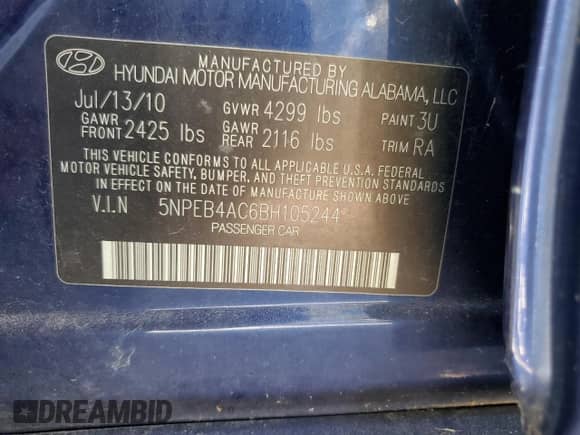 MANUFACTURED BY
HYUNDAI MOTOR MANUFACTURING ALABAMA, LLC
Jul/13/10 GVWR 4299 lbs PAINT 3U
GAWR FRONT 2425 lbs GAWR REAR 2116 lbs TRIM RA
THIS VEHICLE CONFORMS TO ALL APPLICABLE U.S.A. FEDERAL
MOTOR VEHICLE SAFETY, BUMPER, AND THEFT PREVENTION STANDARDS
IN EFFECT ON THE DATE OF MANUFACTURE SHOWN ABOVE.
V.I.N 5NPEB4AC6BH105244
PASSENGER CAR
DREAMBID